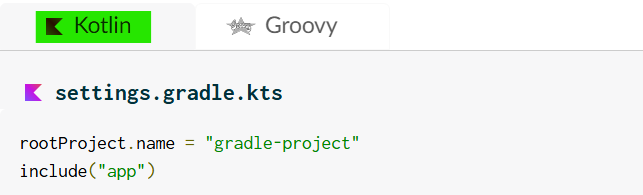 Kotlin
Groovy
settings.gradle.kts
rootProject.name = "gradle-project"
include("app")